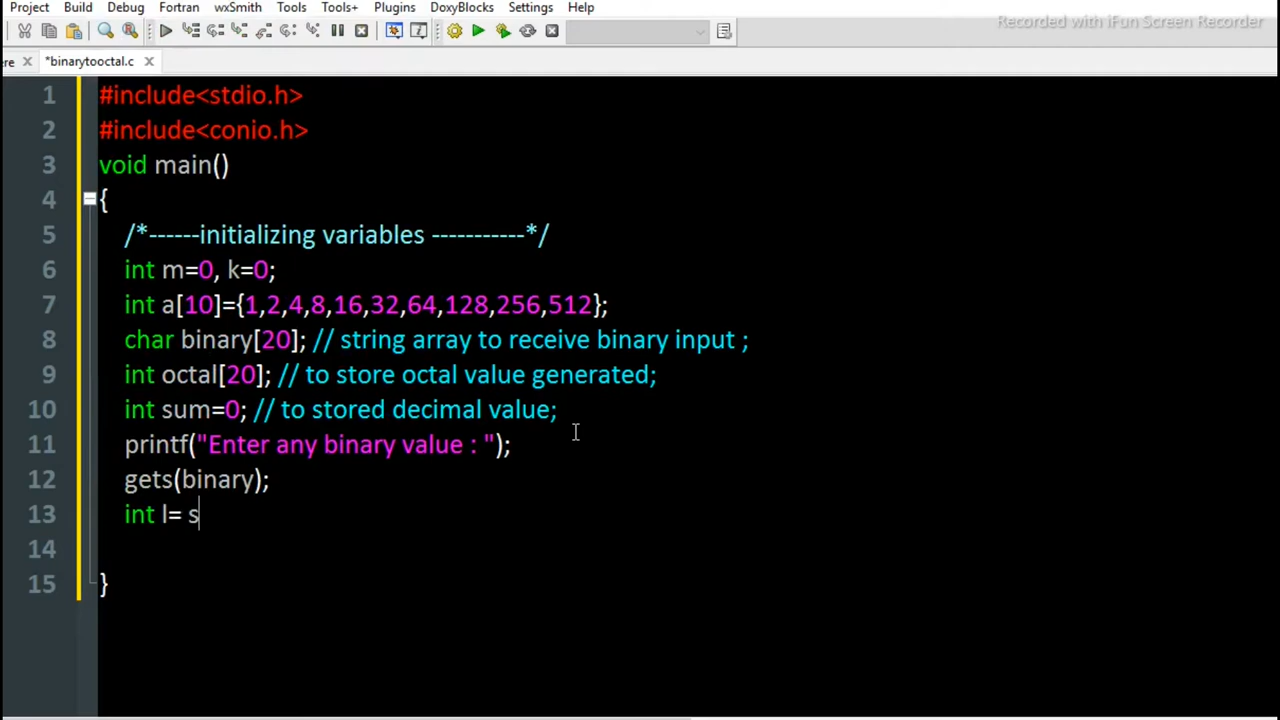 Project Build Debug Fortran wxSmith Tools Tools+ Plugins DoxyBlocks Settings Help
Recorded with iFun Screen Recorder
ere *binarytooctal.c
1 #include<stdio.h>
2 #include<conio.h>
3 void main()
4 {
5 /*------initializing variables -----------*/
6 int m=0, k=0;
7 int a[10]={1,2,4,8,16,32,64,128,256,512};
8 char binary[20]; // string array to receive binary input ;
9 int octal[20]; // to store octal value generated;
10 int sum=0; // to stored decimal value;
11 printf("Enter any binary value : ");
12 gets(binary);
13 int l= s
14
15 }